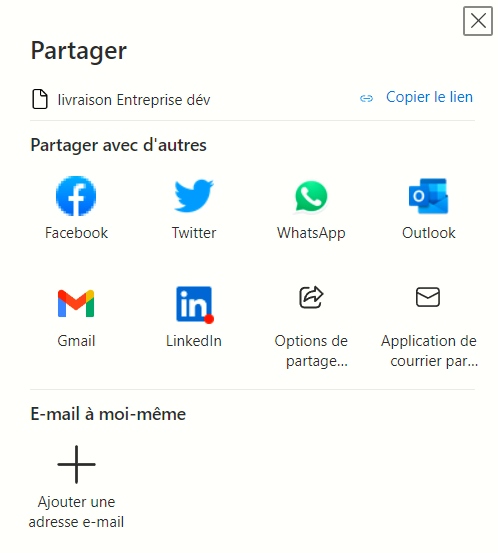 Partager
livraison Entreprise dév
Copier le lien
Partager avec d'autres
Facebook
Twitter
WhatsApp
Outlook
Gmail
LinkedIn
Options de
partage...
Application de
courrier par...
E-mail à moi-même
Ajouter une
adresse e-mail